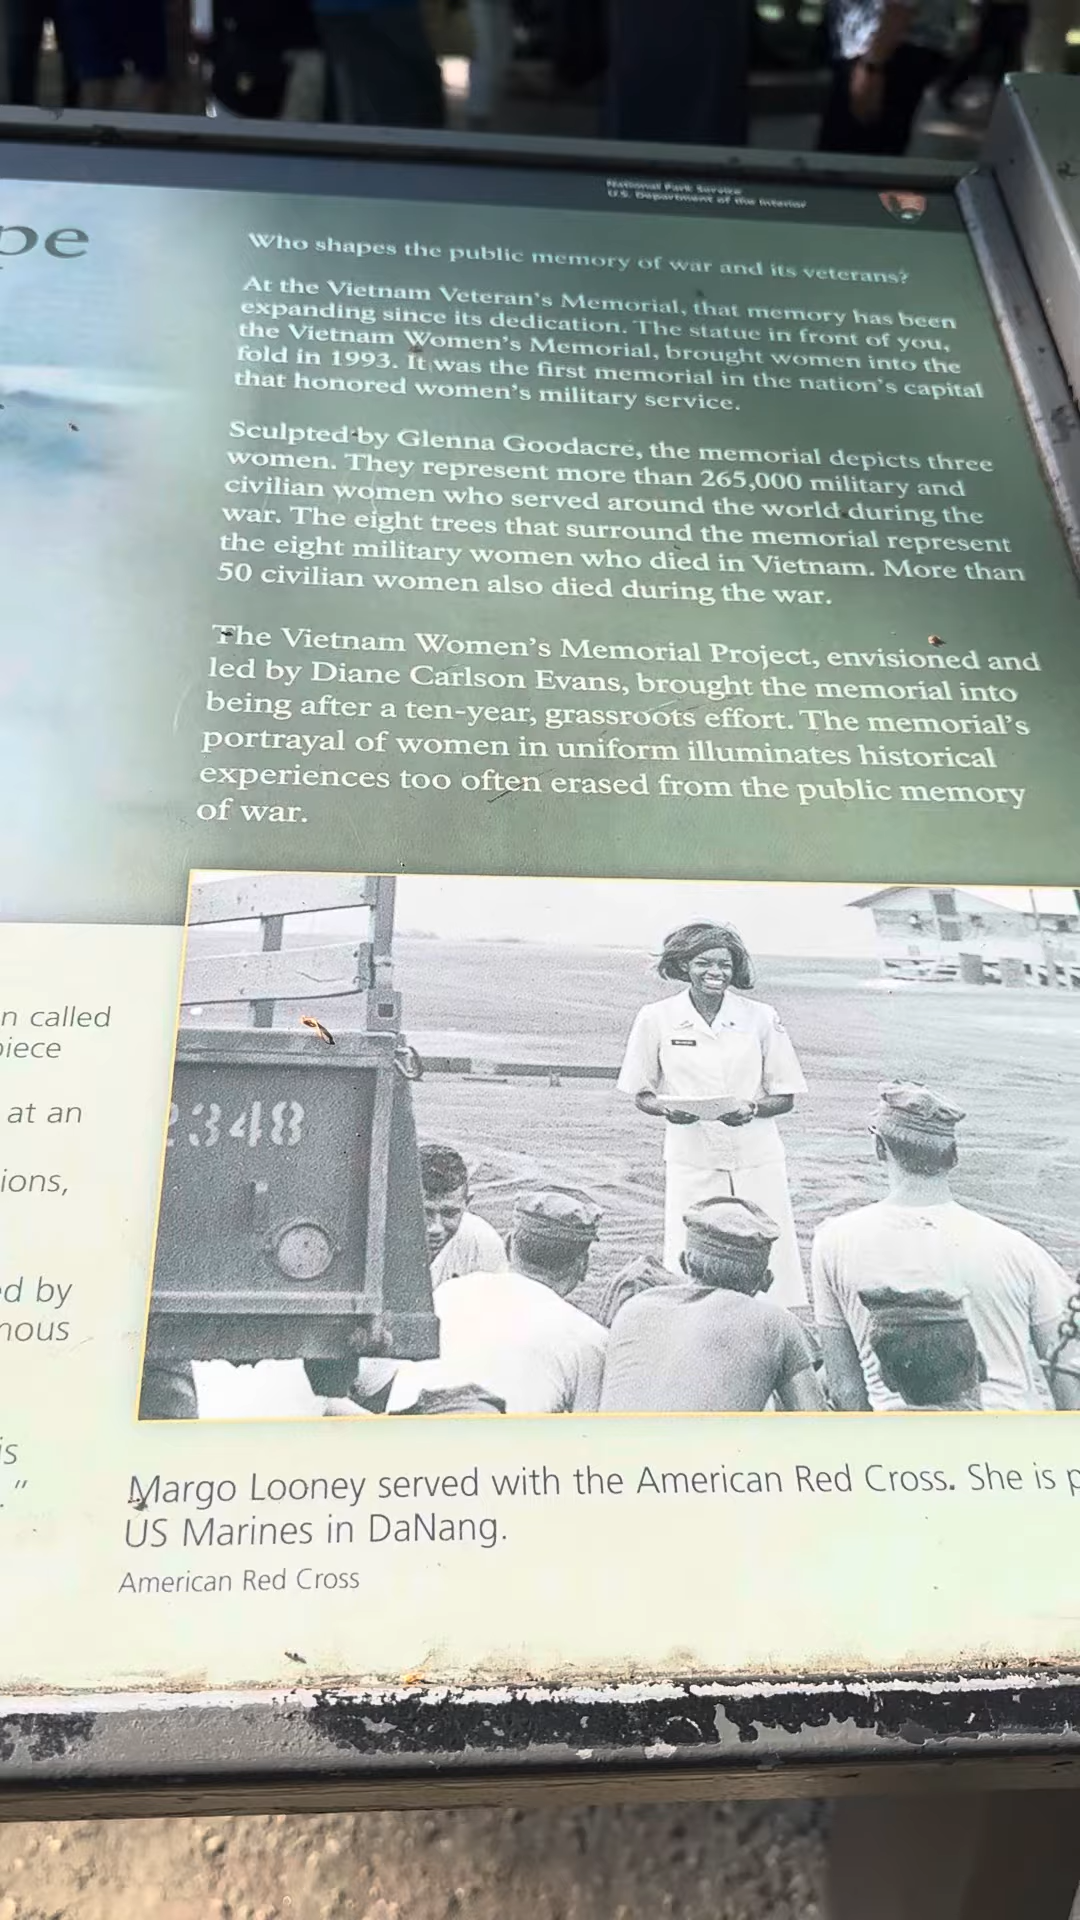 National Park Service
U.S. Department of the Interior
pe
Who shapes the public memory of war and its veterans?
At the Vietnam Veteran's Memorial, that memory has been
expanding since its dedication. The statue in front of you,
the Vietnam Women's Memorial, brought women into the
fold in 1993. It was the first memorial in the nation's capital
that honored women's military service.
Sculpted by Glenna Goodacre, the memorial depicts three
women. They represent more than 265,000 military and
civilian women who served around the world during the
war. The eight trees that surround the memorial represent
the eight military women who died in Vietnam. More than
50 civilian women also died during the war.
The Vietnam Women's Memorial Project, envisioned and
led by Diane Carlson Evans, brought the memorial into
being after a ten-year, grassroots effort. The memorial's
portrayal of women in uniform illuminates historical
experiences too often erased from the public memory
of war.
n called
piece
at an
ions,
ed by
mous
is
."
2348
Margo Looney served with the American Red Cross. She is p
US Marines in DaNang.
American Red Cross